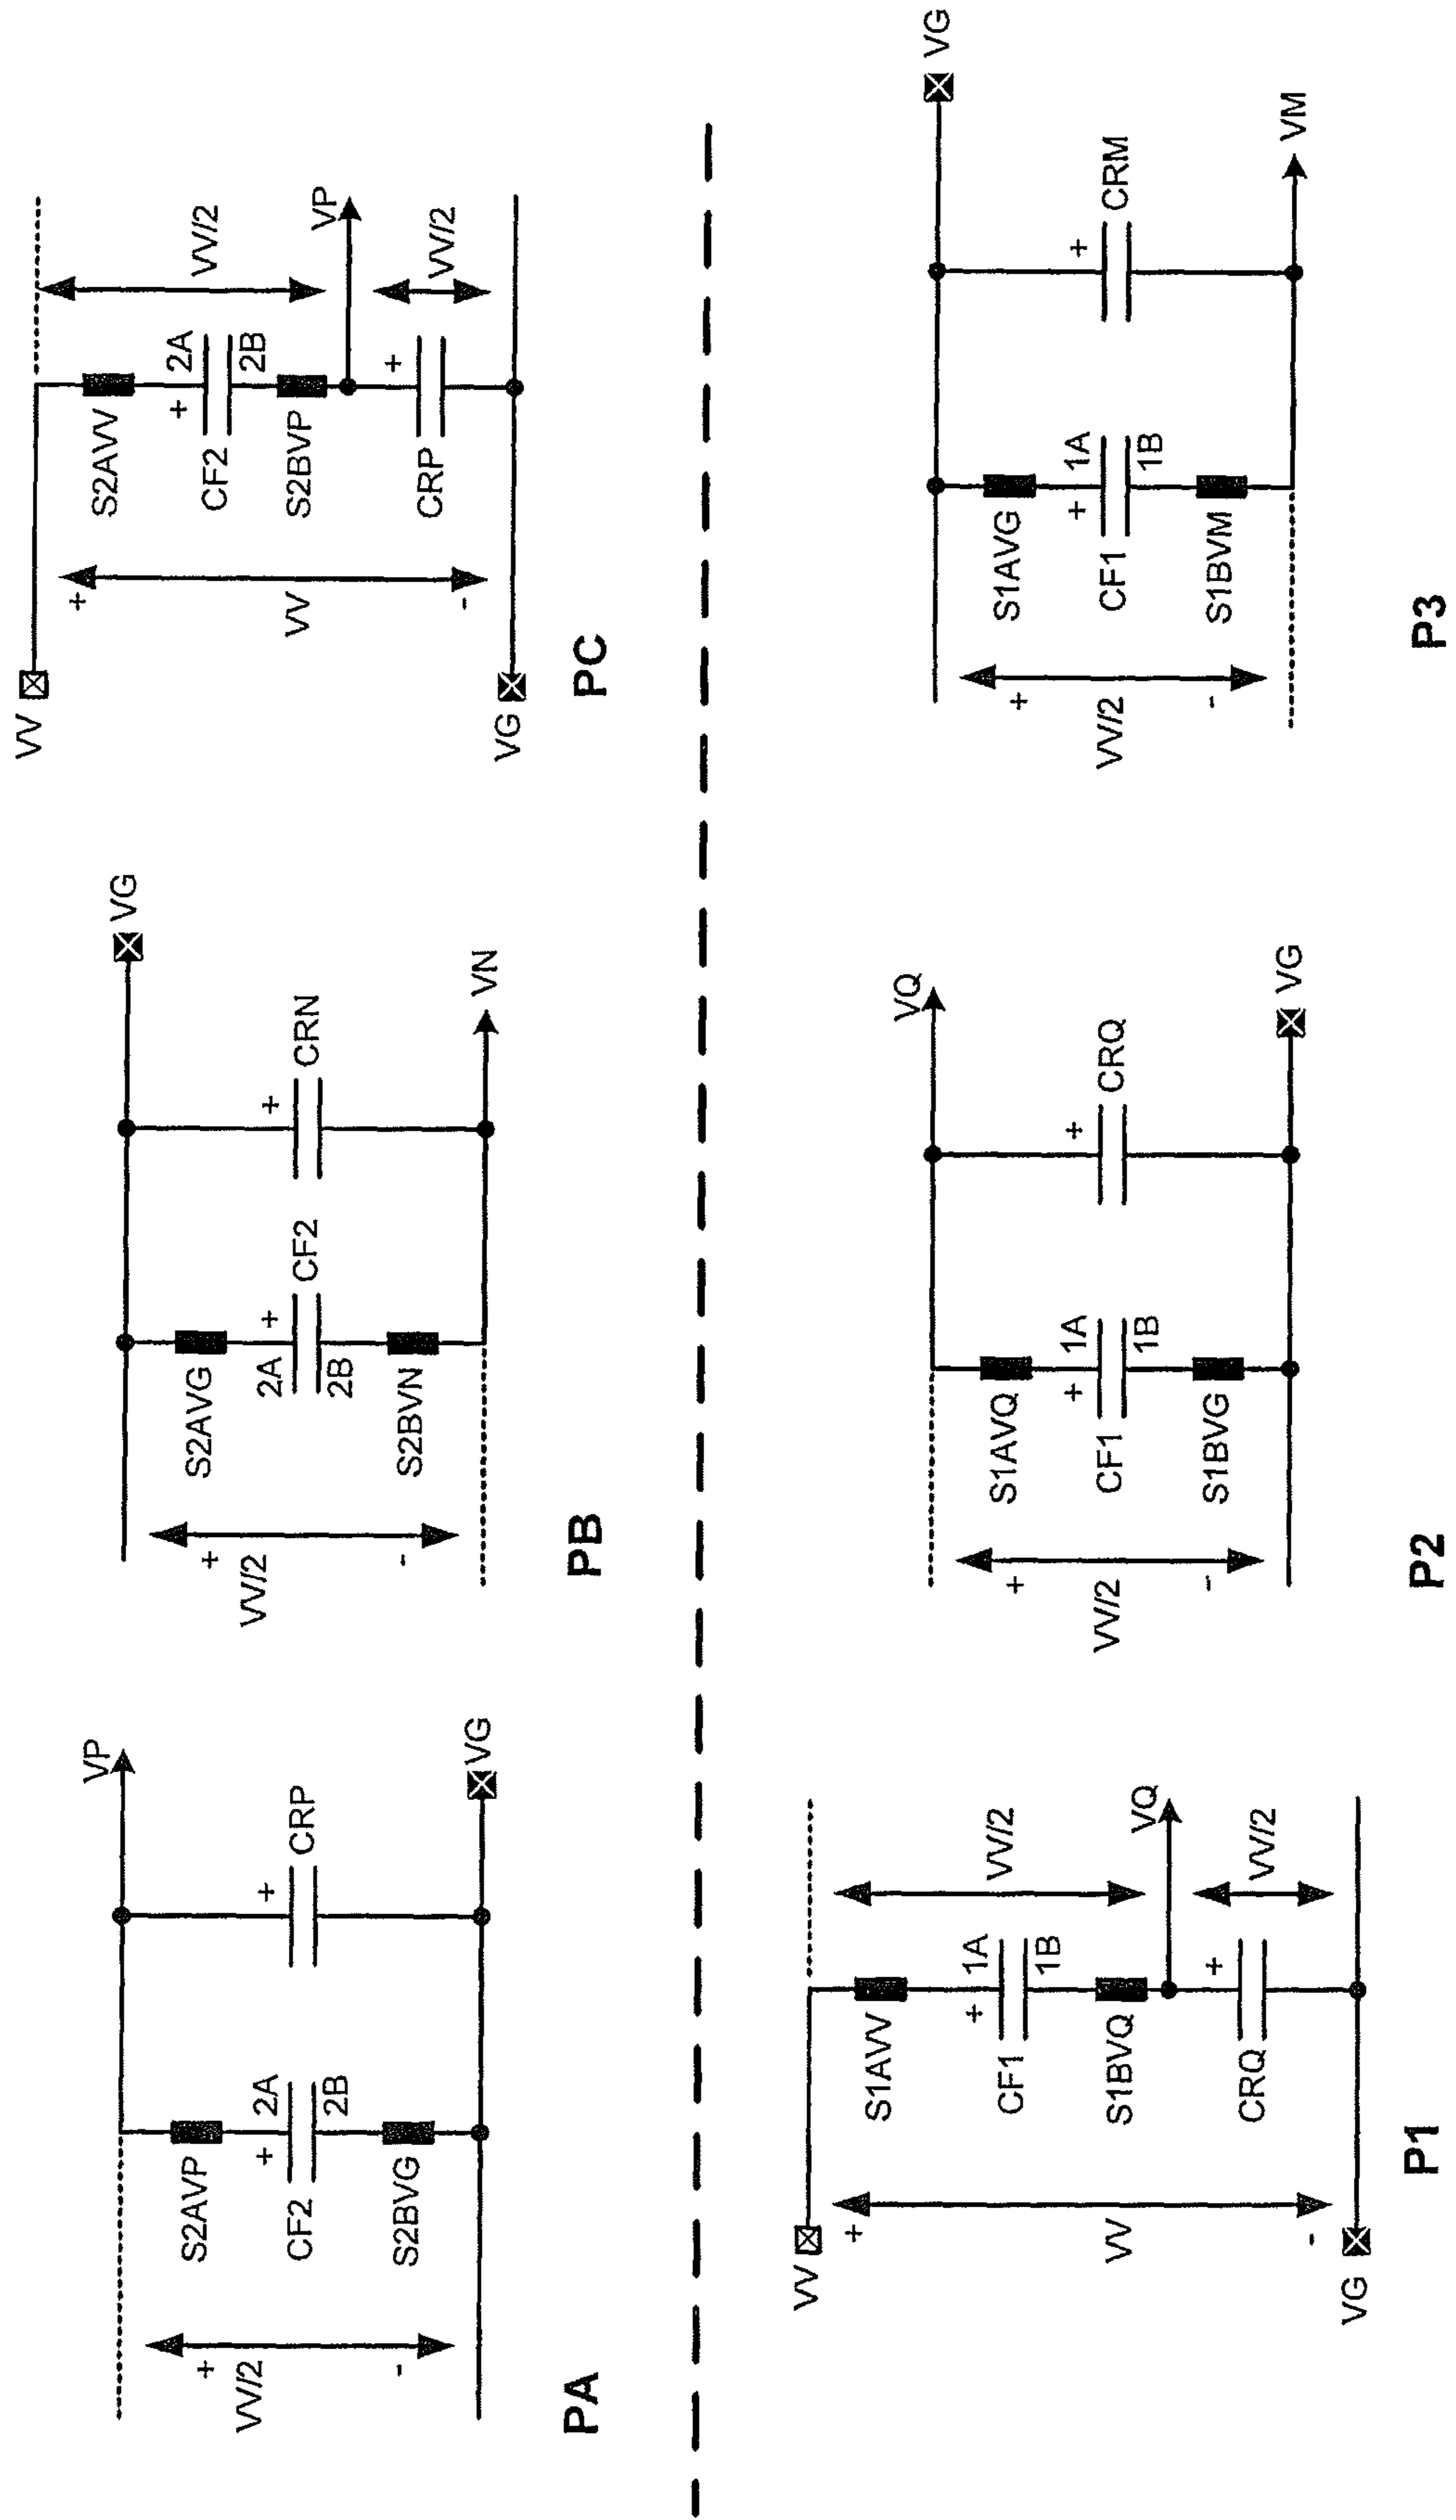 VP
S2AVP
+
2A
CF2
2B
S2BVG
+
CRP
VG
+
VV/2
-
PA
VG
S2AVG
2A
+
CF2
2B
S2BVN
+
CRN
VN
+
VV/2
-
PB
VV
S2AVV
+
2A
CF2
2B
S2BVP
VP
+
CRP
VG
+
VV
-
VV/2
VV/2
PC
VV
S1AVV
+
1A
CF1
1B
S1BVQ
VQ
+
CRQ
VG
+
VV
-
VV/2
VV/2
P1
VQ
S1AVQ
+
1A
CF1
1B
S1BVG
+
CRQ
VG
+
VV/2
-
P2
VG
S1AVG
+
1A
CF1
1B
S1BVM
+
CRM
VM
+
VV/2
-
P3